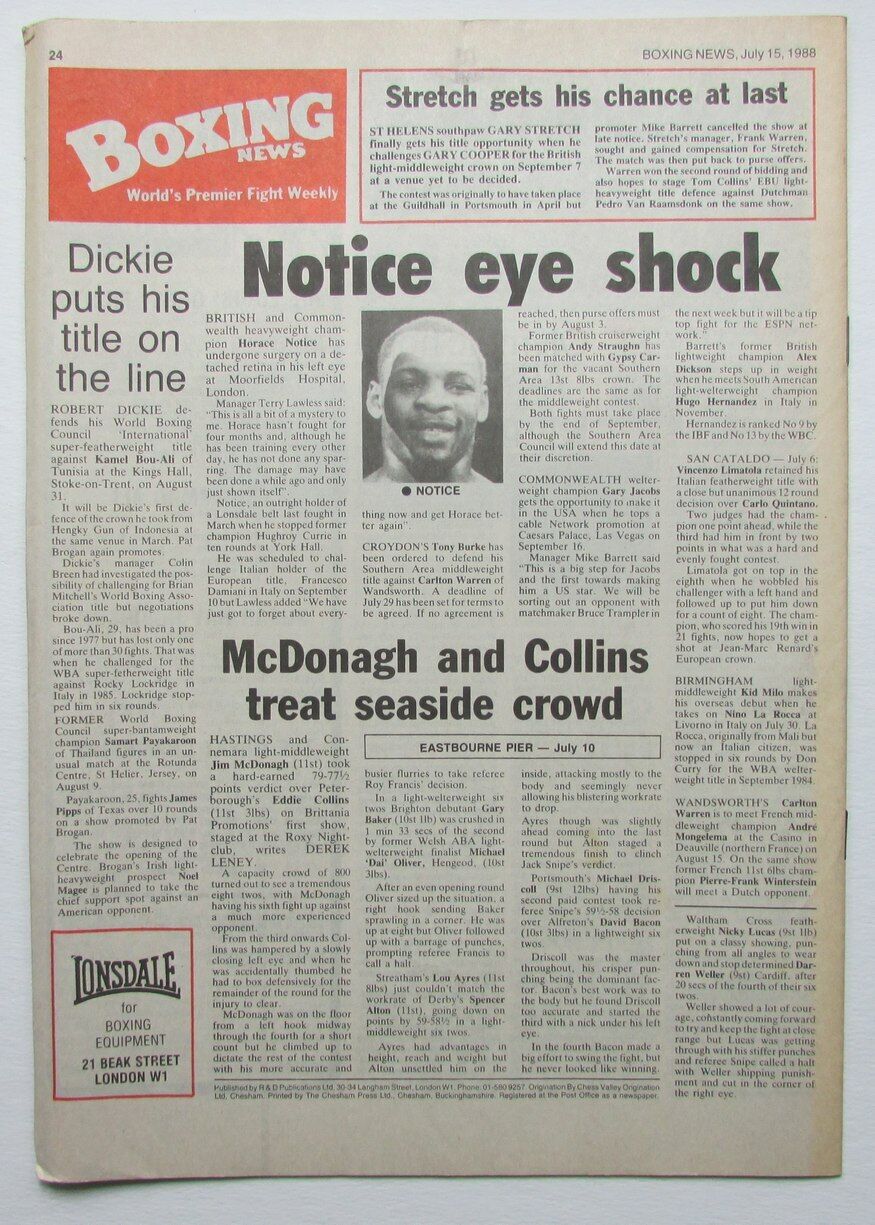 24
BOXING NEWS, July 15, 1988
BOXING
NEWS
World's Premier Fight Weekly
Stretch gets his chance at last
ST HELENS southpaw GARY STRETCH
finally gets his title opportunity when he
challenges GARY COOPER for the British
light-middleweight crown on September 7
at a venue yet to be decided.
The contest was originally to have taken place
at the Guildhall in Portsmouth in April but
promoter Mike Barrett cancelled the show at
late notice. Stretch's manager, Frank Warren,
sought and gained compensation for Stretch.
The match was then put back to purse offers.
Warren won the second round of bidding and
also hopes to stage Tom Collins' EBU light-
heavyweight title defence against Dutchman
Pedro Van Raamsdonk on the same show.
Dickie
puts his
title on
the line
ROBERT DICKIE de-
fends his World Boxing
Council 'International'
super-featherweight title
against Kamel Bou-Ali of
Tunisia at the Kings Hall,
Stoke-on-Trent, on August
31.
It will be Dickie's first de-
fence of the crown he took from
Hengky Gun of Indonesia at
the same venue in March. Pat
Brogan again promotes.
Dickie's manager Colin
Breen had investigated the pos-
sibility of challenging for Brian
Mitchell's World Boxing Asso-
ciation title but negotiations
broke down.
Bou-Ali, 29, has been a pro
since 1977 but has lost only one
of more than 30 fights. That was
when he challenged for the
WBA super-fetherweight title
against Rocky Lockridge in
Italy in 1985. Lockridge stop-
ped him in six rounds.
FORMER World Boxing
Council super-bantamweight
champion Samart Payakaroon
of Thailand figures in an un-
usual match at the Rotunda
Centre, St Helier, Jersey, on
August 9.
Payakaroon, 25, fights James
Pipps of Texas over 10 rounds
on a show promoted by Pat
Brogan.
The show is designed to
celebrate the opening of the
Centre. Brogan's Irish light-
heavyweight prospect Noel
Magee is planned to take the
chief support spot against an
American opponent.
LONSDALE
for
BOXING
EQUIPMENT
21 BEAK STREET
LONDON W1
Notice eye shock
BRITISH and Common-
wealth heavyweight cham-
pion Horace Notice has
undergone surgery on a de-
tached retina in his left eye
at Moorfields Hospital,
London.
Manager Terry Lawless said:
"This is all a bit of a mystery to
me. Horace hasn't fought for
four months and, although he
has been training every other
day, he has not done any spar-
ring. The damage may have
been done a while ago and only
just shown itself".
Notice, an outright holder of
a Lonsdale belt last fought in
March when he stopped former
champion Hughroy Currie in
ten rounds at York Hall.
He was scheduled to chal-
lenge Italian holder of the
European title, Francesco
Damiani in Italy on September
10 but Lawless added "We have
just got to forget about every-
● NOTICE
thing now and get Horace bet-
ter again".
CROYDON'S Tony Burke has
been ordered to defend his
Southern Area middleweight
title against Carlton Warren of
Wandsworth. A deadline of
July 29 has been set for terms to
be agreed. If no agreement is
reached, then purse offers must
be in by August 3.
Former British cruiserweight
champion Andy Straughn has
been matched with Gypsy Car-
man for the vacant Southern
Area 13st 8lbs crown. The
deadlines are the same as for
the middleweight contest.
Both fights must take place
by the end of September,
although the Southern Area
Council will extend this date at
their discretion.
COMMONWEALTH welter-
weight champion Gary Jacobs
gets the opportunity to make it
in the USA when he tops a
cable Network promotion at
Caesars Palace, Las Vegas on
September 16.
Manager Mike Barrett said
"This is a big step for Jacobs
and the first towards making
him a US star. We will be
sorting out an opponent with
matchmaker Bruce Trampler in
the next week but it will be a tip
top fight for the ESPN net-
work."
Barrett's former British
lightweight champion Alex
Dickson steps up in weight
when he meets South American
light-welterweight champion
Hugo Hernandez in Italy in
November.
Hernandez is ranked No 9 by
the IBF and No 13 by the WBC.
SAN CATALDO — July 6:
Vincenzo Limatola retained his
Italian featherweight title with
a close but unanimous 12 round
decision over Carlo Quintano.
Two judges had the cham-
pion one point ahead, while the
third had him in front by two
points in what was a hard and
evenly fought contest.
Limatola got on top in the
eighth when he wobbled his
challenger with a left hand and
followed up to put him down
for a count of eight. The cham-
pion, who scored his 19th win in
21 fights, now hopes to get a
shot at Jean-Marc Renard's
European crown.
BIRMINGHAM light-
middleweight Kid Milo makes
his overseas debut when he
takes on Nino La Rocca at
Livorno in Italy on July 30. La
Rocca, originally from Mali but
now an Italian citizen, was
stopped in six rounds by Don
Curry for the WBA welter-
weight title in September 1984.
WANDSWORTH'S Carlton
Warren is to meet French mid-
dleweight champion André
Mongelema at the Casino in
Deauville (northern France) on
August 15. On the same show
former French 11st 6lbs champ-
ion Pierre-Frank Winterstein
will meet a Dutch opponent.
McDonagh and Collins
treat seaside crowd
HASTINGS and Con-
nemara light-middleweight
Jim McDonagh (11st) took
a hard-earned 79-77½
points verdict over Peter-
borough's Eddie Collins
(11st 3lbs) on Brittania
Promotions' first show,
staged at the Roxy Night-
club, writes DEREK
LENEY.
A capacity crowd of 800
turned out to see a tremendous
eight twos, with McDonagh
having his sixth fight up against
a much more experienced
opponent.
From the third onwards Col-
lins was hampered by a slowly
closing left eye and when he
was accidentally thumbed he
had to box defensively for the
remainder of the round for the
injury to clear.
McDonagh was on the floor
from a left hook midway
through the fourth for a short
count but he climbed up to
dictate the rest of the contest
with his more accurate and
EASTBOURNE PIER — July 10
busier flurries to take referee
Roy Francis' decision.
In a light-welterweight six
twos Brighton debutant Gary
Baker (10st 1lb) was crushed in
1 min 33 secs of the second
by former Welsh ABA light-
welterweight finalist Michael
'Dai' Oliver, Hengeod, (10st
3lbs).
After an even opening round
Oliver sized up the situation, a
right hook sending Baker
sprawling in a corner. He was
up at eight but Oliver followed
up with a barrage of punches,
prompting referee Francis to
call a halt.
Streatham's Lou Ayres (11st
8lbs) just couldn't match the
workrate of Derby's Spencer
Alton (11st), going down on
points by 59-58½ in a light-
middleweight six twos.
Ayres had advantages in
height, reach and weight but
Alton unsettled him on the
inside, attacking mostly to the
body and seemingly never
allowing his blistering workrate
to drop.
Ayres though was slightly
ahead coming into the last
round but Alton staged a
tremendous finish to clinch
Jack Snipe's verdict.
Portsmouth's Michael Dris-
coll (9st 12lbs) having his
second paid contest took re-
feree Snipe's 59½-58 decision
over Alfreton's David Bacon
(10st 3lbs) in a lightweight six
twos.
Driscoll was the master
throughout, his crisper pun-
ching being the dominant fac-
tor. Bacon's best work was to
the body but he found Driscoll
too accurate and started the
third with a nick under his left
eye.
In the fourth Bacon made a
big effort to swing the fight, but
he never looked like winning.
Waltham Cross feath-
erweight Nicky Lucas (9st 1lb)
put on a classy showing, pun-
ching from all angles to wear
down and stop determined Dar-
ren Weller (9st) Cardiff, after
20 secs of the fourth of their six
twos.
Weller showed a lot of cour-
age, constantly coming forward
to try and keep the fight at close
range but Lucas was getting
through with his stiffer punches
and referee Snipe called a halt
with Weller shipping punish-
ment and cut in the corner of
the right eye.
Published by R & D Publications Ltd, 30-34 Langham Street, London W1. Phone: 01-580 9257. Origination By Chess Valley Origination
Ltd, Chesham. Printed by The Chesham Press Ltd., Chesham, Buckinghamshire. Registered at the Post Office as a newspaper.